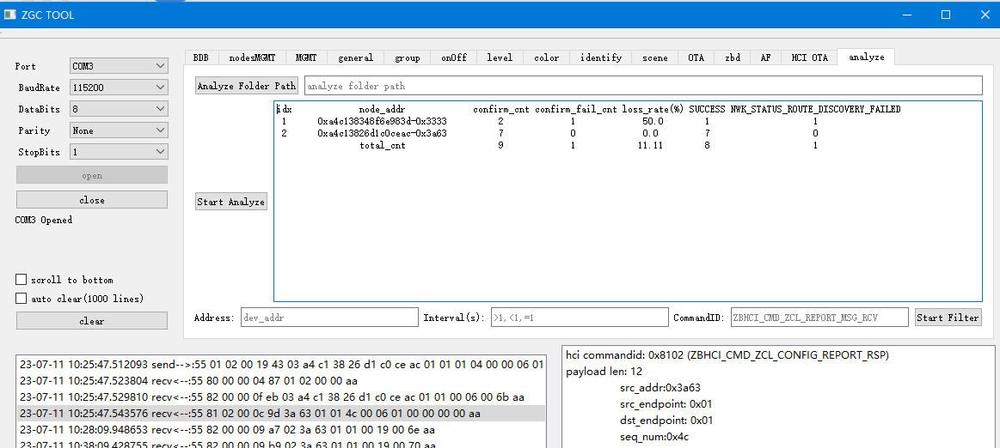 ZGC TOOL
BDB nodesMGMT MGMT general group onOff level color identify scene OTA zbd AF HCI OTA analyze
Port COM3
BaudRate 115200
DataBits 8
Parity None
StopBits 1
open
close
COM3 Opened
scroll to bottom
auto clear(1000 lines)
clear
Analyze Folder Path analyze folder path
Start Analyze
idx node_addr confirm_cnt confirm_fail_cnt loss_rate(%) SUCCESS NWK_STATUS_ROUTE_DISCOVERY_FAILED
1 0xa4c138348f6e983d-0x3333 2 1 50.0 1 1
2 0xa4c13826d1c0ceac-0x3a63 7 0 0.0 7 0
total_cnt 9 1 11.11 8 1
Address: dev_addr Interval(s): >1,<1,=1 CommandID: ZBHCI_CMD_ZCL_REPORT_MSG_RCV Start Filter
23-07-11 10:25:47.512093 send-->:55 01 02 00 19 43 03 a4 c1 38 26 d1 c0 ce ac 01 01 01 04 00 00 06 01
23-07-11 10:25:47.523804 recv<--:55 80 00 00 04 87 01 02 00 00 aa
23-07-11 10:25:47.529810 recv<--:55 82 00 00 0f eb 03 a4 c1 38 26 d1 c0 ce ac 01 01 00 06 00 6b aa
23-07-11 10:25:47.543576 recv<--:55 81 02 00 0c 9d 3a 63 01 01 4c 00 06 01 00 00 00 00 aa
23-07-11 10:28:09.948653 recv<--:55 82 00 00 09 a7 02 3a 63 01 01 00 19 00 6e aa
23-07-11 10:38:09.428755 recv<--:55 82 00 00 09 b9 02 3a 63 01 01 00 19 00 70 aa
hci commandid: 0x8102 (ZBHCI_CMD_ZCL_CONFIG_REPORT_RSP)
payload len: 12
src_addr:0x3a63
src_endpoint: 0x01
dst_endpoint: 0x01
seq_num:0x4c